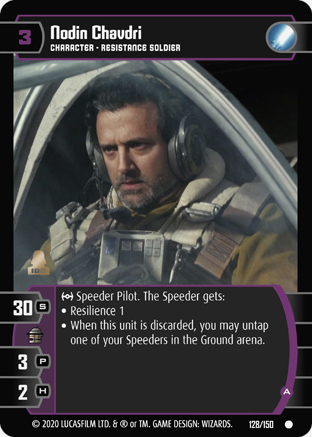 3
Nodin Chavdri
CHARACTER • RESISTANCE SOLDIER
30 S
Speeder Pilot. The Speeder gets:
• Resilience 1
• When this unit is discarded, you may untap
one of your Speeders in the Ground arena.
3 P
2 H
A
© 2020 LUCASFILM LTD. & ® or TM. GAME DESIGN: WIZARDS. 128/150